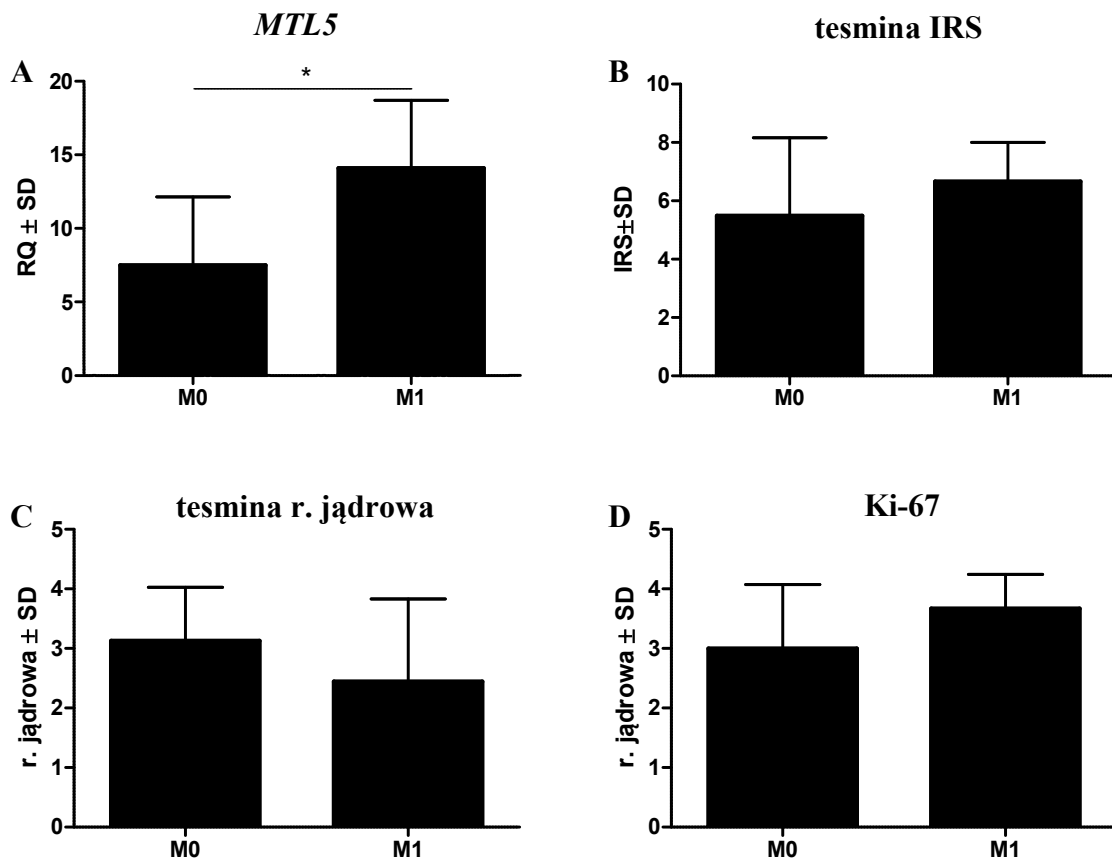 MTL5
A
*
RQ ± SD
20
15
10
5
0
M0 M1
tesmina IRS
B
IRS±SD
10
8
6
4
2
0
M0 M1
tesmina r. jądrowa
C
r. jądrowa ± SD
5
4
3
2
1
0
M0 M1
Ki-67
D
r. jądrowa ± SD
5
4
3
2
1
0
M0 M1